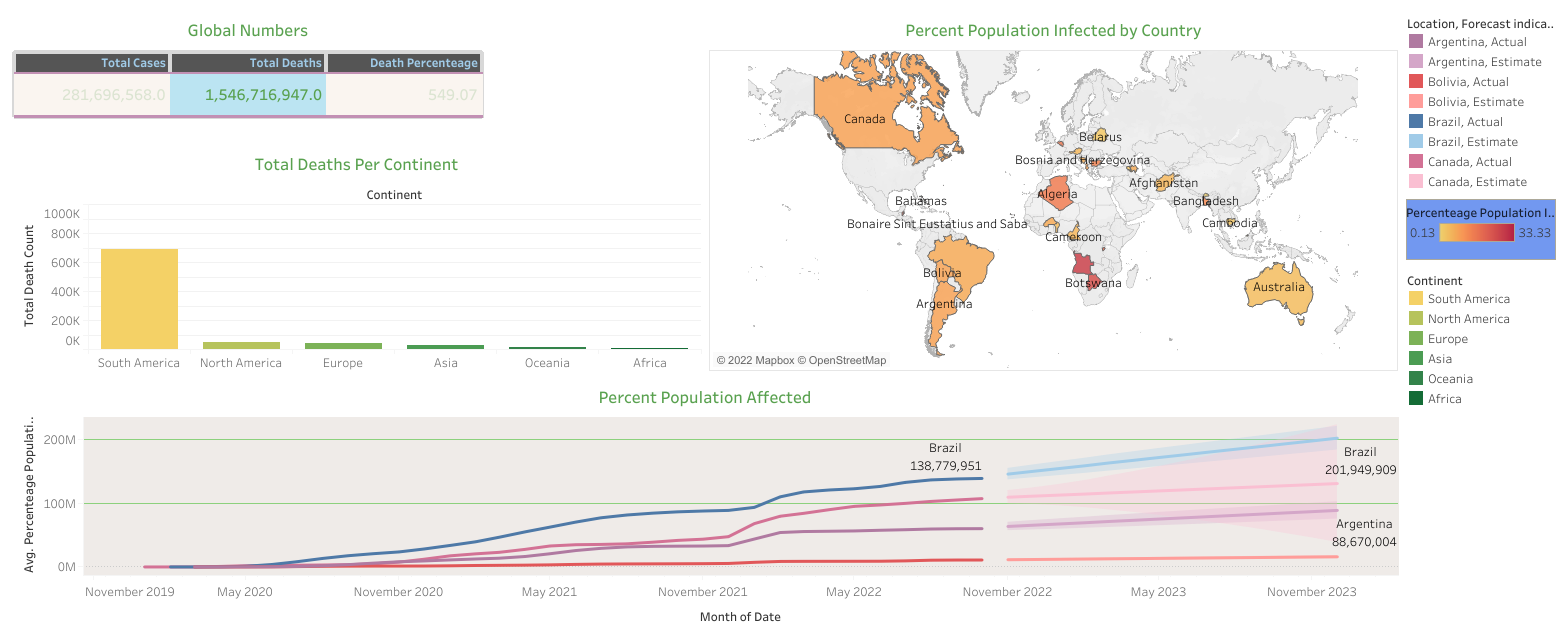 Global Numbers
Total Cases Total Deaths Death Percenteage
281,696,568.0 1,546,716,947.0 549.07
Total Deaths Per Continent
Continent
Total Death Count
1000K
800K
600K
400K
200K
0K
South America North America Europe Asia Oceania Africa
Percent Population Infected by Country
Canada
Belarus
Bosnia and Herzegovina
Afghanistan
Algeria
Bahamas
Bangladesh
Bonaire Sint Eustatius and Saba
Cambodia
Cameroon
Bolivia
Botswana
Australia
Argentina
© 2022 Mapbox © OpenStreetMap
Location, Forecast indica..
Argentina, Actual
Argentina, Estimate
Bolivia, Actual
Bolivia, Estimate
Brazil, Actual
Brazil, Estimate
Canada, Actual
Canada, Estimate
Percenteage Population I..
0.13 33.33
Continent
South America
North America
Europe
Asia
Oceania
Africa
Percent Population Affected
Avg. Percenteage Populati..
200M
100M
0M
Brazil
138,779,951
Brazil
201,949,909
Argentina
88,670,004
November 2019 May 2020 November 2020 May 2021 November 2021 May 2022 November 2022 May 2023 November 2023
Month of Date